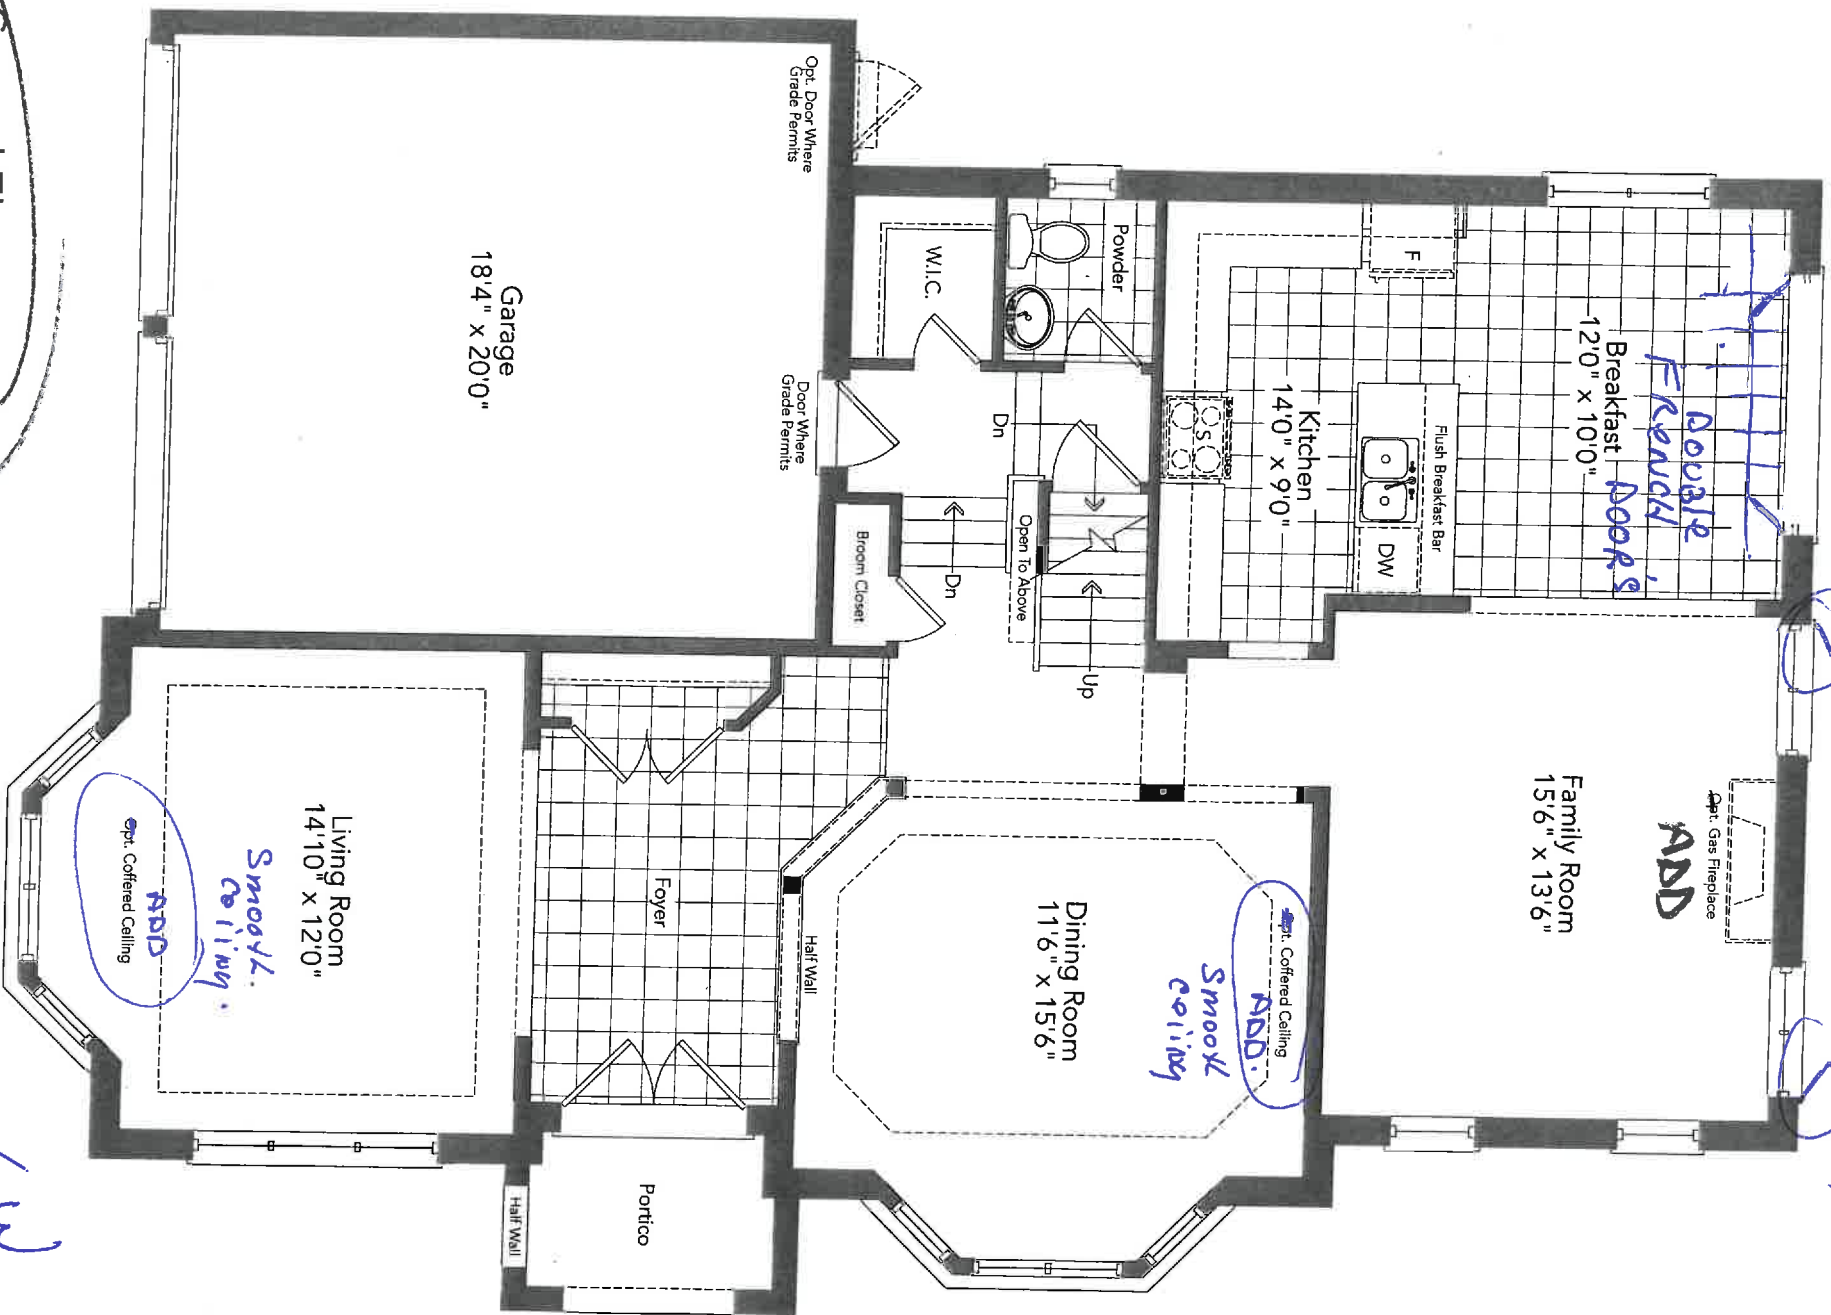 Opt. Door Where
Grade Permits
Garage
18'4" x 20'0"
Door Where
Grade Permits
W.I.C.
Powder
Dn
Dn
Open To Above
Up
Broom Closet
F
Kitchen
14'0" x 9'0"
S
Flush Breakfast Bar
DW
Breakfast
12'0" x 10'0"
DOUBLE
FRENCH
DOOR'S
Family Room
15'6" x 13'6"
Opt. Gas Fireplace
ADD
Opt. Coffered Ceiling
ADD.
Smooth
ceiling
Dining Room
11'6" x 15'6"
Half Wall
Foyer
Living Room
14'10" x 12'0"
Smooth.
ceiling.
ADD
Opt. Coffered Ceiling
Portico
Half Wall